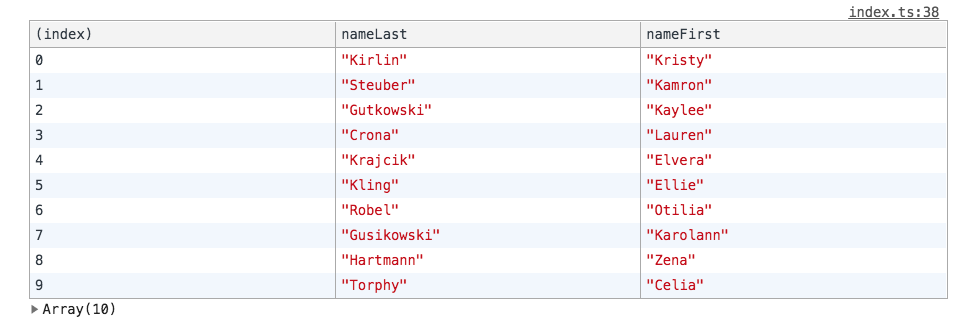 index.ts:38
(index) nameLast nameFirst
0 "Kirlin" "Kristy"
1 "Steuber" "Kamron"
2 "Gutkowski" "Kaylee"
3 "Crona" "Lauren"
4 "Krajcik" "Elvera"
5 "Kling" "Ellie"
6 "Robel" "Otilia"
7 "Gusikowski" "Karolann"
8 "Hartmann" "Zena"
9 "Torphy" "Celia"
Array(10)